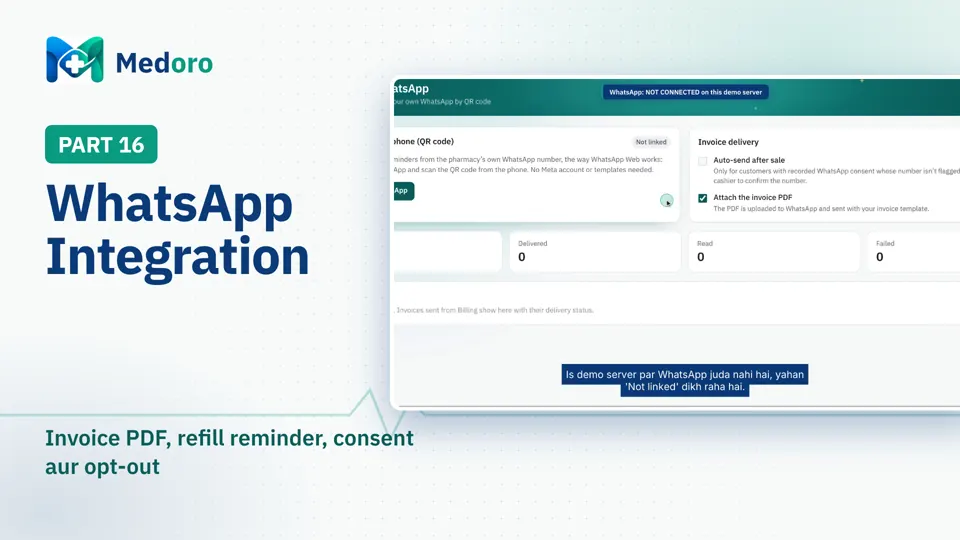 Medoro
PART 16
WhatsApp
Integration
Invoice PDF, refill reminder, consent
aur opt-out
atsApp
our own WhatsApp by QR code
WhatsApp: NOT CONNECTED on this demo server
phone (QR code)
Not linked
minders from the pharmacy's own WhatsApp number, the way WhatsApp Web works:
App and scan the QR code from the phone. No Meta account or templates needed.
App
Invoice delivery
Auto-send after sale
Only for customers with recorded WhatsApp consent whose number isn't flagged
cashier to confirm the number.
Attach the invoice PDF
The PDF is uploaded to WhatsApp and sent with your invoice template.
Delivered
0
Read
0
Failed
0
. Invoices sent from Billing show here with their delivery status.
Is demo server par WhatsApp juda nahi hai, yahan
'Not linked' dikh raha hai.